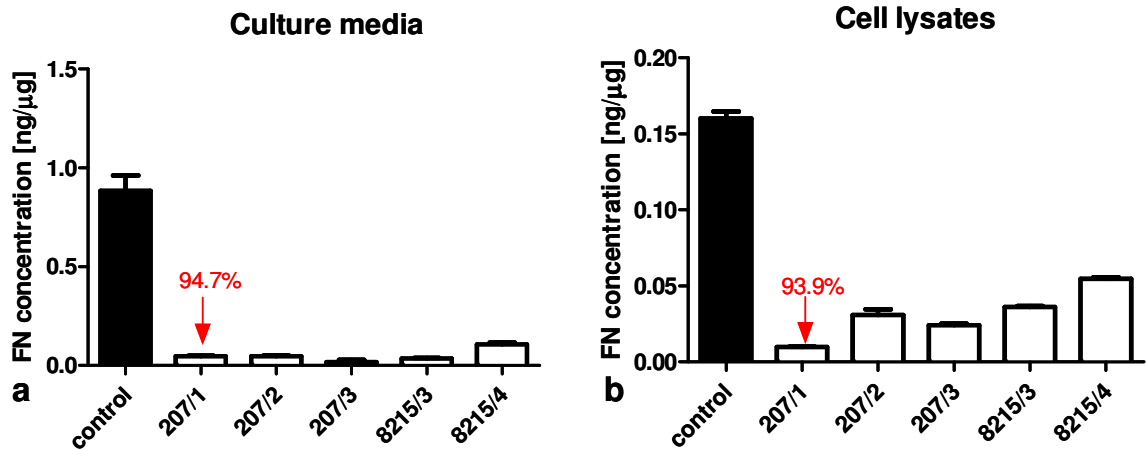 Culture media
FN concentration [ng/µg]
1.5
1.0
0.5
0.0
94.7%
control
207/1
207/2
207/3
8215/3
8215/4
a
Cell lysates
FN concentration [ng/µg]
0.20
0.15
0.10
0.05
0.00
93.9%
control
207/1
207/2
207/3
8215/3
8215/4
b